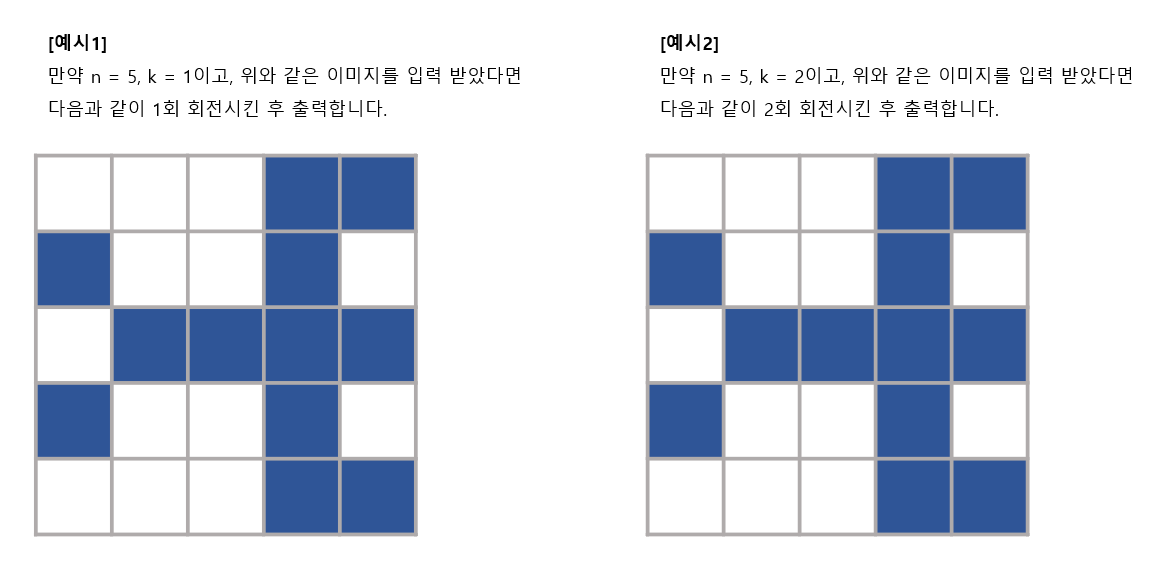 [예시1]
만약 n = 5, k = 1이고, 위와 같은 이미지를 입력 받았다면
다음과 같이 1회 회전시킨 후 출력합니다.
[예시2]
만약 n = 5, k = 2이고, 위와 같은 이미지를 입력 받았다면
다음과 같이 2회 회전시킨 후 출력합니다.